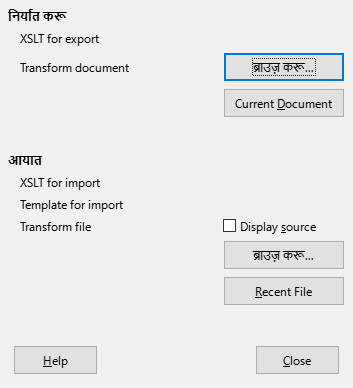 निर्यात करू
XSLT for export
Transform document
ब्राउज़ करू...
Current Document
आयात
XSLT for import
Template for import
Transform file
Display source
ब्राउज़ करू...
Recent File
Help
Close